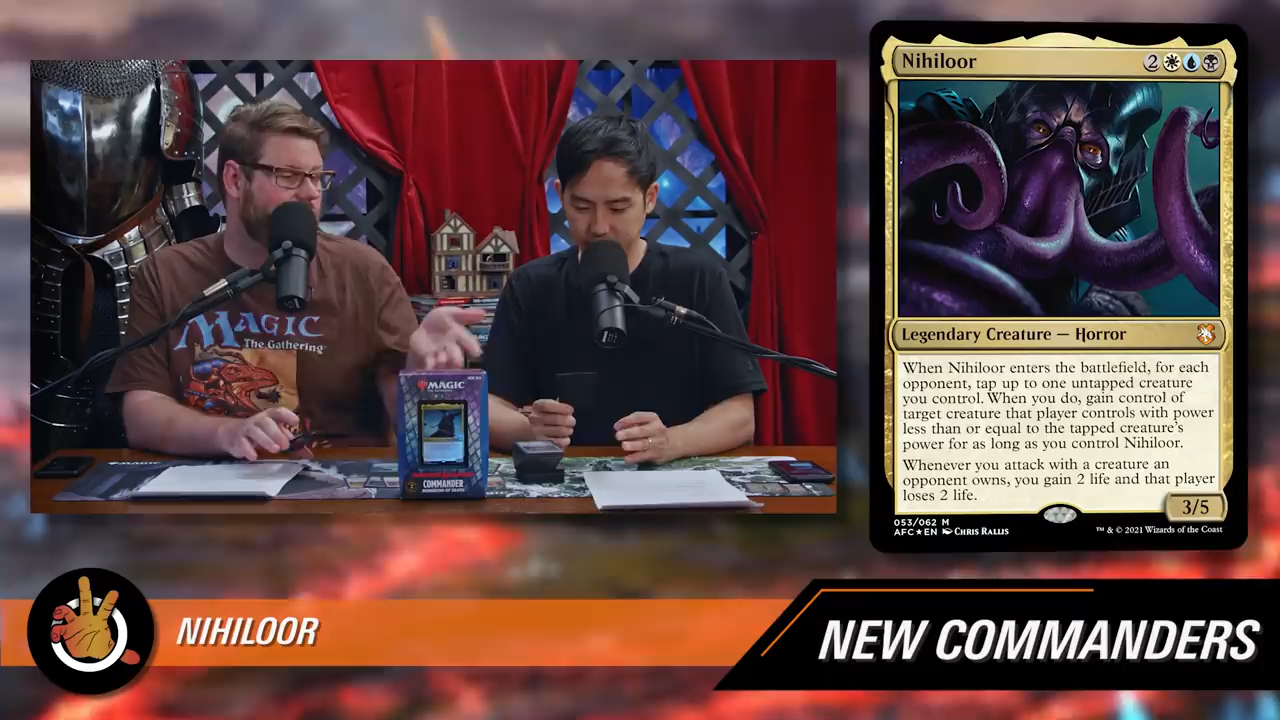 Nihiloor 2
Legendary Creature — Horror
When Nihiloor enters the battlefield, for each
opponent, tap up to one untapped creature
you control. When you do, gain control of
target creature that player controls with power
less than or equal to the tapped creature's
power for as long as you control Nihiloor.
Whenever you attack with a creature an
opponent owns, you gain 2 life and that player
loses 2 life.
3/5
053/062 M
AFC★EN Chris Rallis
™ & © 2021 Wizards of the Coast
MAGIC
The Gathering
MAGIC
COMMANDER
DUNGEONS OF DEATH
NIHILOOR
NEW COMMANDERS